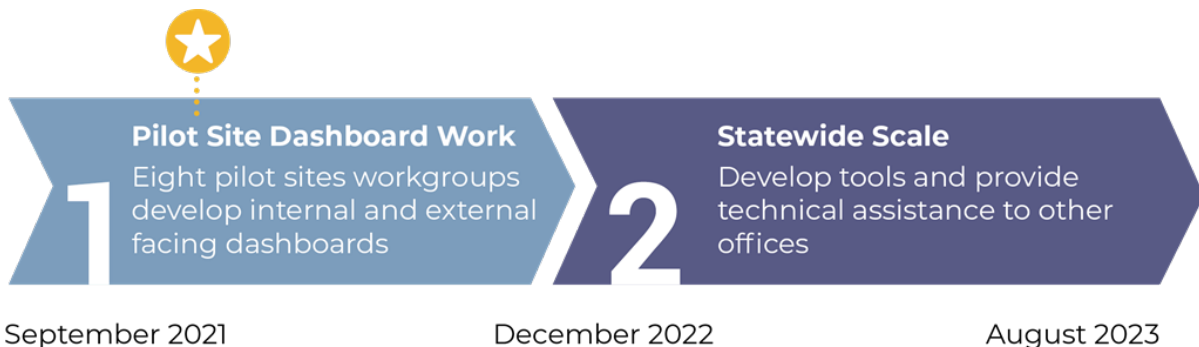 1
Pilot Site Dashboard Work
Eight pilot sites workgroups
develop internal and external
facing dashboards
2
Statewide Scale
Develop tools and provide
technical assistance to other
offices
September 2021
December 2022
August 2023